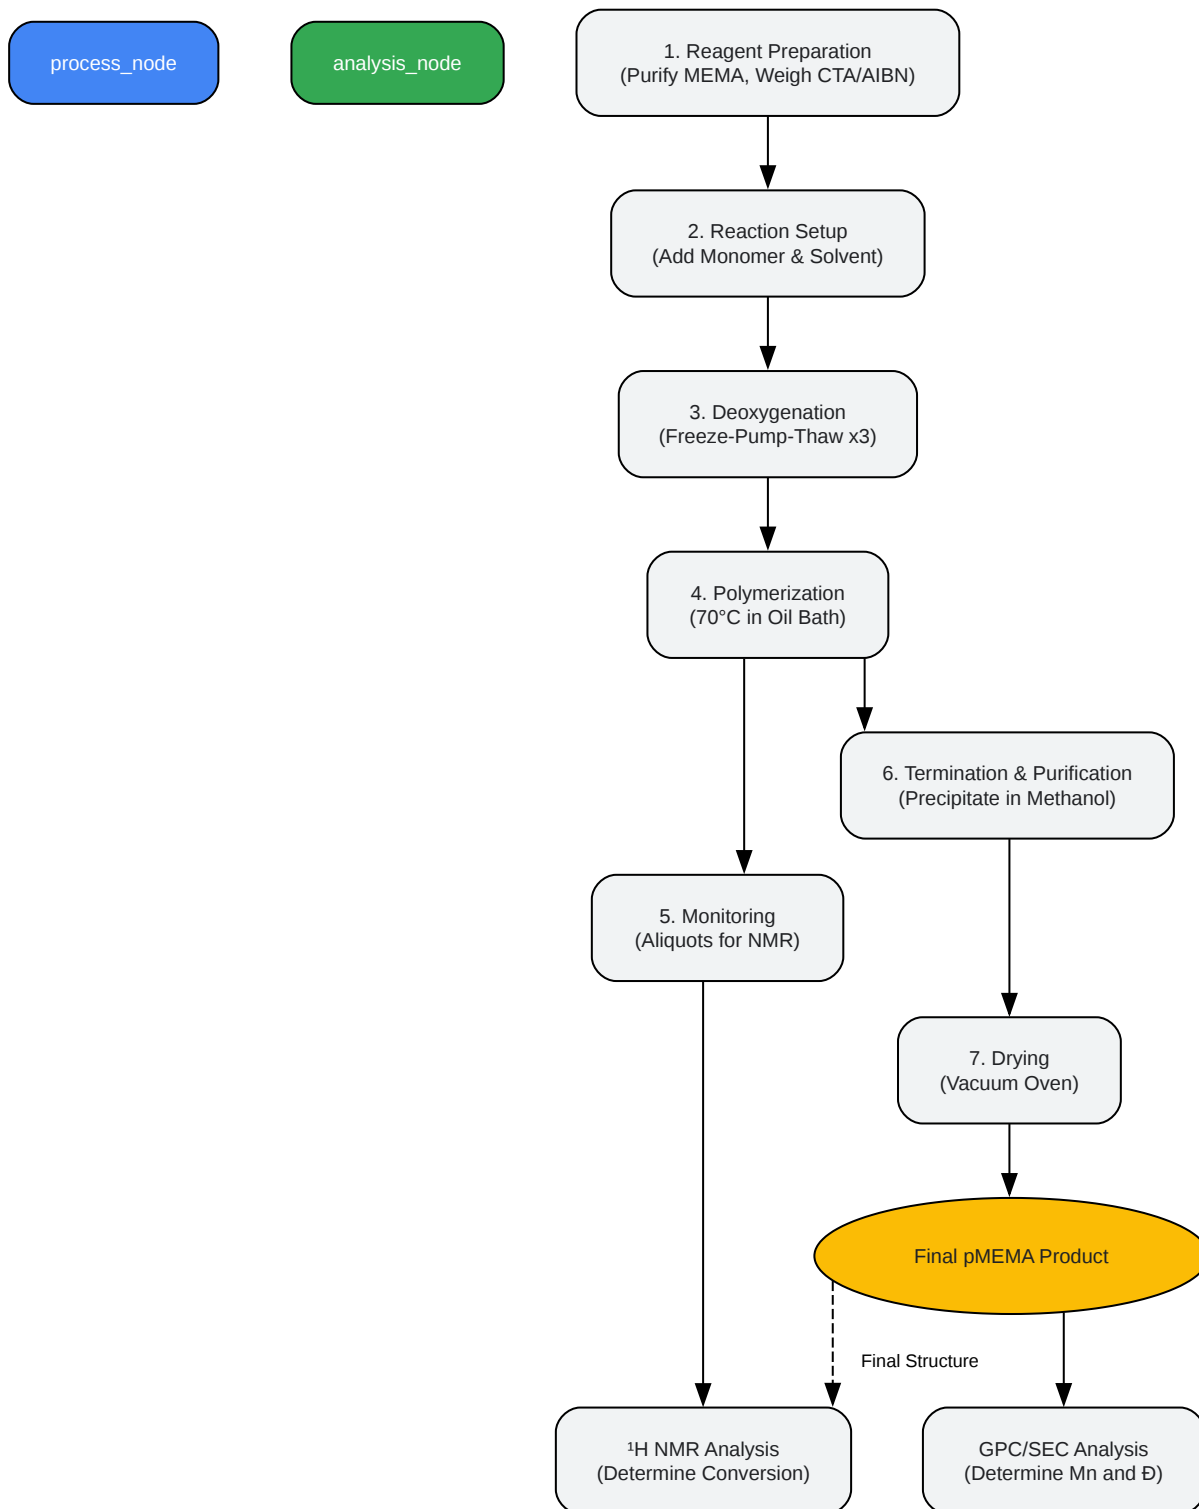 process_node
analysis_node
1. Reagent Preparation
(Purify MEMA, Weigh CTA/AIBN)
2. Reaction Setup
(Add Monomer & Solvent)
3. Deoxygenation
(Freeze-Pump-Thaw x3)
4. Polymerization
(70°C in Oil Bath)
6. Termination & Purification
(Precipitate in Methanol)
5. Monitoring
(Aliquots for NMR)
7. Drying
(Vacuum Oven)
Final pMEMA Product
Final Structure
¹H NMR Analysis
(Determine Conversion)
GPC/SEC Analysis
(Determine Mn and Đ)